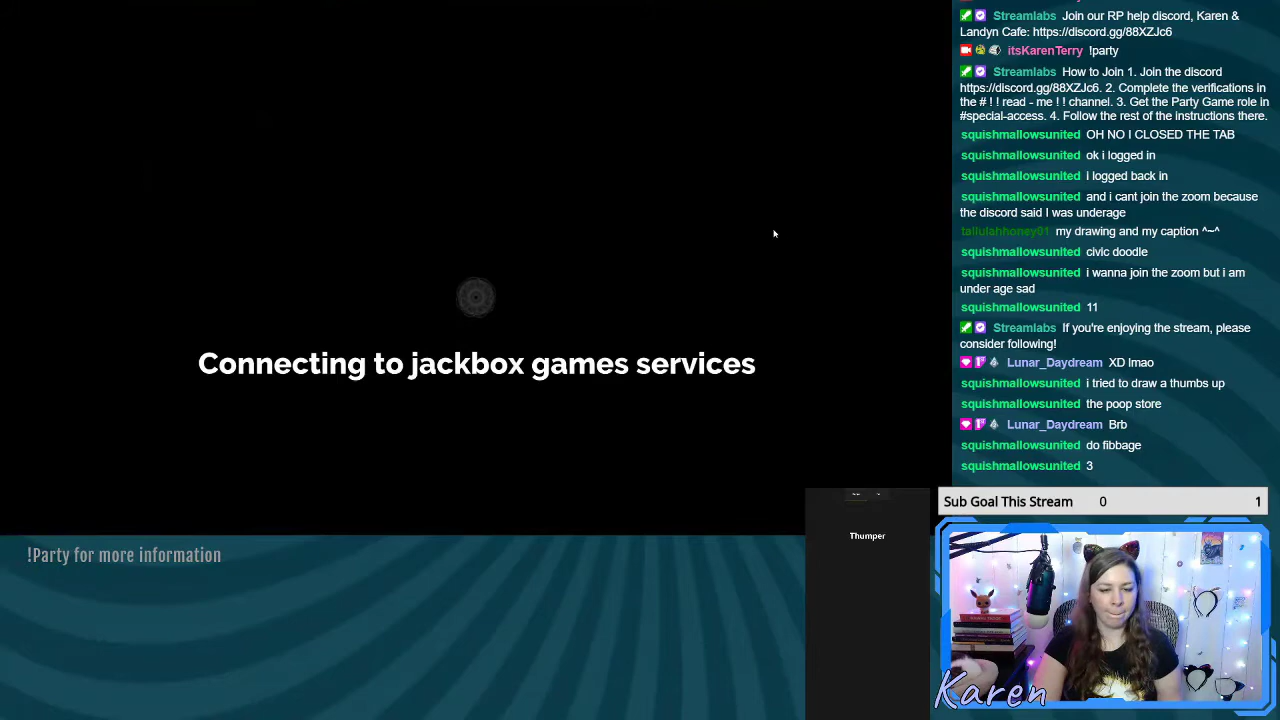 Streamlabs Join our RP help discord, Karen &
Landyn Cafe: https://discord.gg/88XZJc6
itsKarenTerry !party
Streamlabs How to Join 1. Join the discord
https://discord.gg/88XZJc6. 2. Complete the verifications in
the # ! ! read - me ! ! channel. 3. Get the Party Game role in
#special-access. 4. Follow the rest of the instructions there.
squishmallowsunited OH NO I CLOSED THE TAB
squishmallowsunited ok i logged in
squishmallowsunited i logged back in
squishmallowsunited and i cant join the zoom because
the discord said I was underage
tallulahhoney01 my drawing and my caption ^~^
squishmallowsunited civic doodle
squishmallowsunited i wanna join the zoom but i am
under age sad
squishmallowsunited 11
Streamlabs If you're enjoying the stream, please
consider following!
Lunar_Daydream XD lmao
squishmallowsunited i tried to draw a thumbs up
squishmallowsunited the poop store
Lunar_Daydream Brb
squishmallowsunited do fibbage
squishmallowsunited 3
Connecting to jackbox games services
Sub Goal This Stream 0 1
Thumper
!Party for more information
Karen